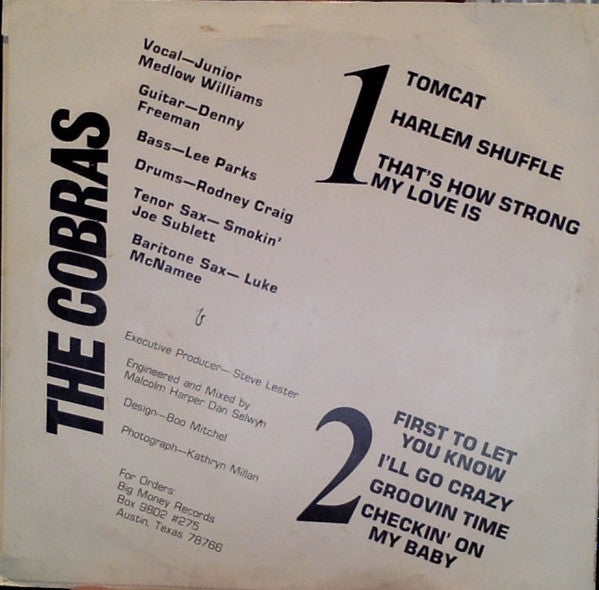 THE COBRAS
Vocal—Junior
Medlow Williams
Guitar—Denny
Freeman
Bass—Lee Parks
Drums—Rodney Craig
Tenor Sax— Smokin'
Joe Sublett
Baritone Sax— Luke
McNamee
Executive Producer—Steve Lester
Engineered and Mixed by
Malcolm Harper Dan Selwyn
Design—Boo Mitchel
Photograph—Kathryn Millan
For Orders:
Big Money Records
Box 9802 #275
Austin, Texas 78766
1
TOMCAT
HARLEM SHUFFLE
THAT'S HOW STRONG
MY LOVE IS
2
FIRST TO LET
YOU KNOW
I'LL GO CRAZY
GROOVIN TIME
CHECKIN' ON
MY BABY